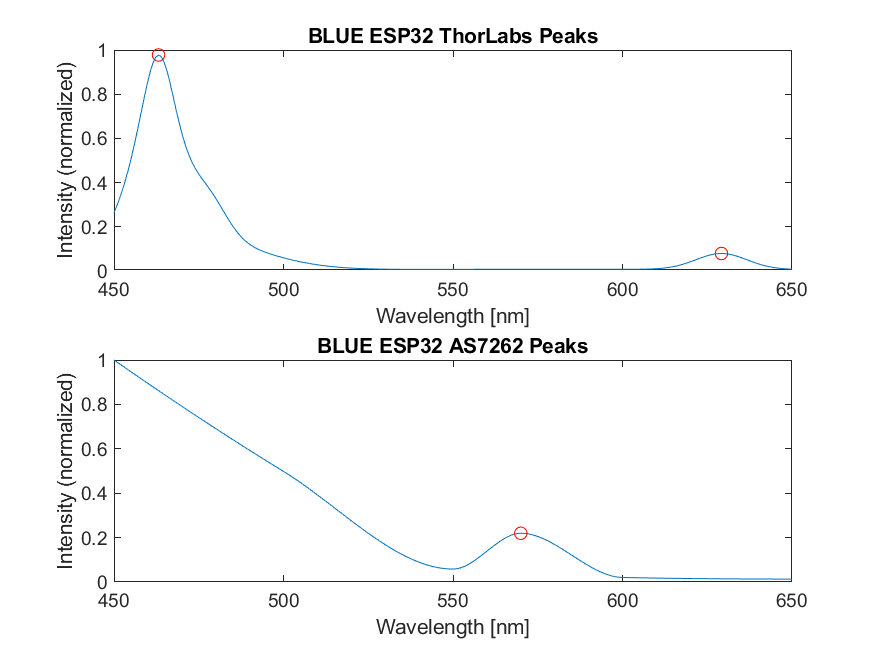 BLUE ESP32 ThorLabs Peaks
1
0.8
0.6
0.4
0.2
0
Intensity (normalized)
450 500 550 600 650
Wavelength [nm]
BLUE ESP32 AS7262 Peaks
1
0.8
0.6
0.4
0.2
0
Intensity (normalized)
450 500 550 600 650
Wavelength [nm]